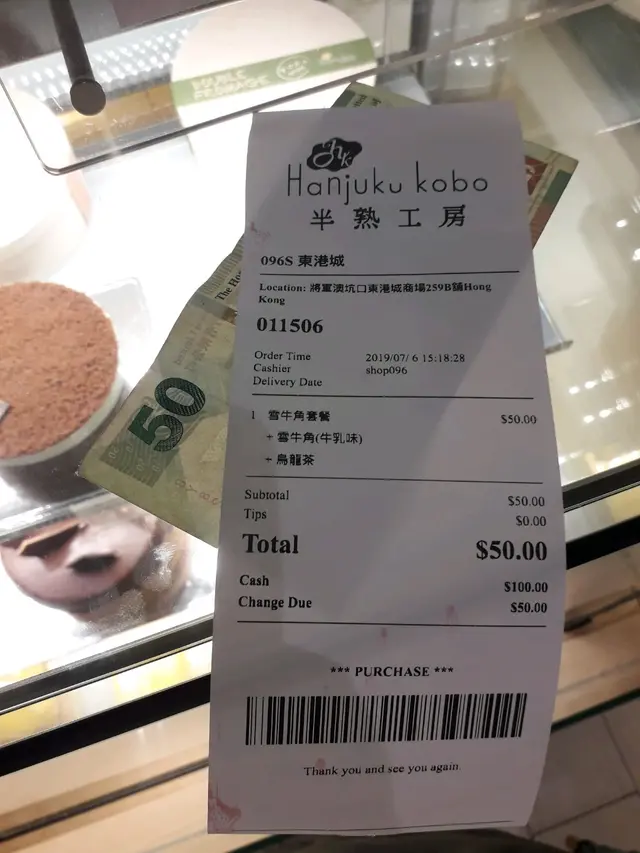 DOUBLE
hk
Hanjuku kobo
半熟工房
096S 東港城
Location: 將軍澳坑口東港城商場259B舖Hong
Kong
011506
Order Time 2019/07/ 6 15:18:28
Cashier shop096
Delivery Date
1 雪牛角套餐 $50.00
+ 雪牛角(牛乳味)
+ 烏龍茶
Subtotal $50.00
Tips $0.00
Total $50.00
Cash $100.00
Change Due $50.00
*** PURCHASE ***
Thank you and see you again.
The Ho
50